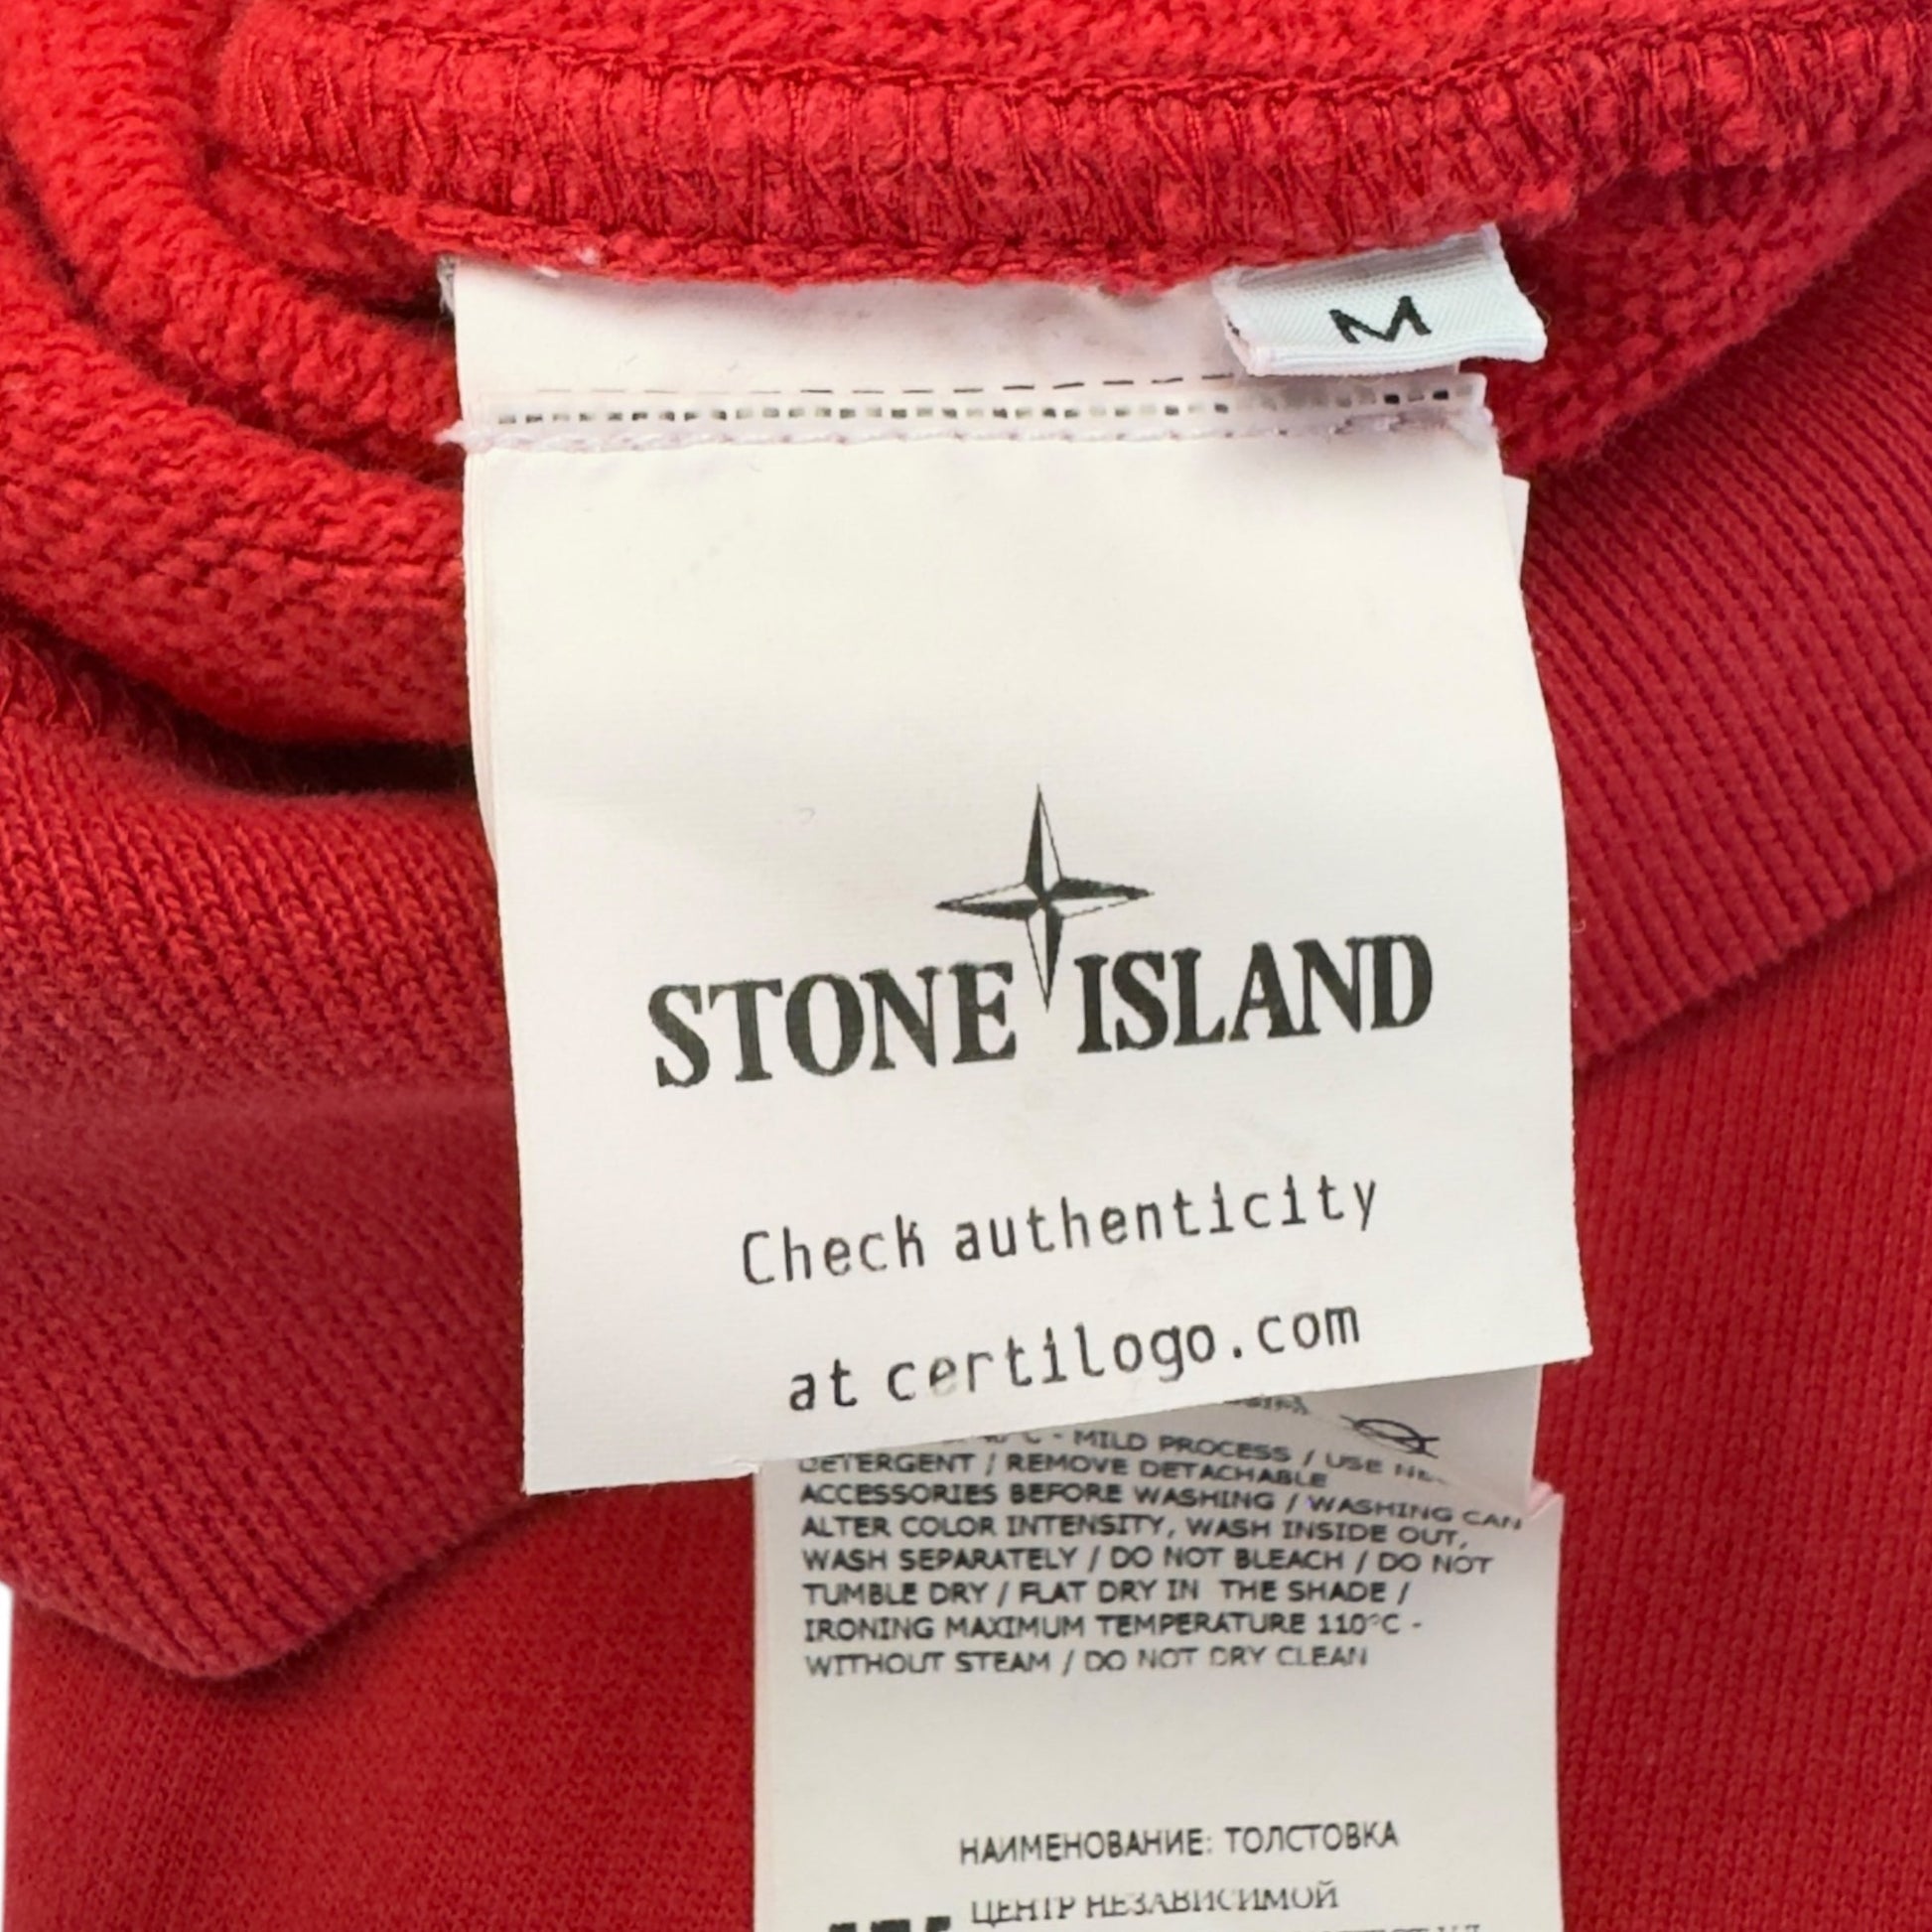 M
STONE ISLAND
Check authenticity
at certilogo.com
°C - MILD PROCESS / USE
DETERGENT / REMOVE DETACHABLE
ACCESSORIES BEFORE WASHING / WASHING CAN
ALTER COLOR INTENSITY, WASH INSIDE OUT,
WASH SEPARATELY / DO NOT BLEACH / DO NOT
TUMBLE DRY / FLAT DRY IN THE SHADE /
IRONING MAXIMUM TEMPERATURE 110°C -
WITHOUT STEAM / DO NOT DRY CLEAN
НАИМЕНОВАНИЕ: ТОЛСТОВКА
ЦЕНТР НЕЗАВИСИМОЙ